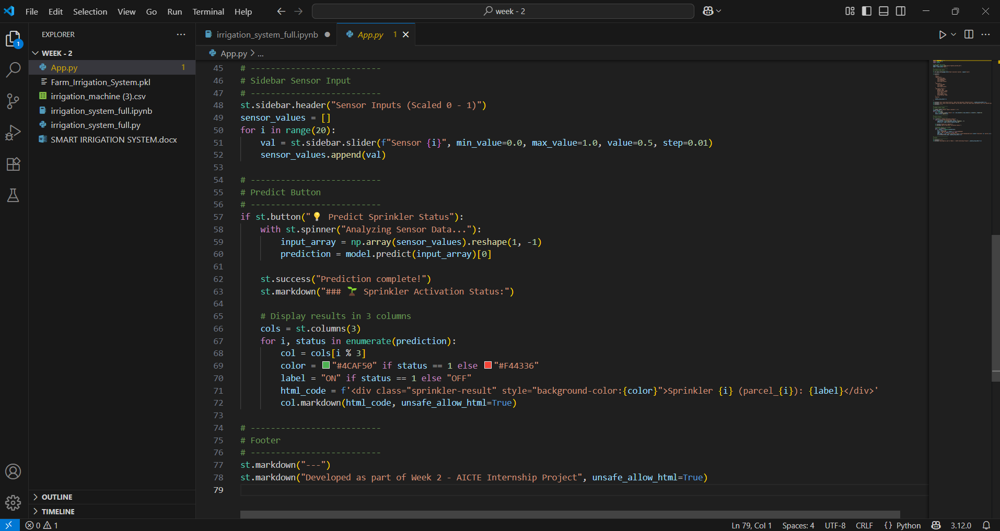 File Edit Selection View Go Run Terminal Help
week - 2
EXPLORER
WEEK - 2
App.py 1
Farm_Irrigation_System.pkl
irrigation_machine (3).csv
irrigation_system_full.ipynb
irrigation_system_full.py
SMART IRRIGATION SYSTEM.docx
OUTLINE
TIMELINE
1
irrigation_system_full.ipynb
App.py 1
App.py > ...
45 # --------------------------
46 # Sidebar Sensor Input
47 # --------------------------
48 st.sidebar.header("Sensor Inputs (Scaled 0 - 1)")
49 sensor_values = []
50 for i in range(20):
51     val = st.sidebar.slider(f"Sensor {i}", min_value=0.0, max_value=1.0, value=0.5, step=0.01)
52     sensor_values.append(val)
53
54 # --------------------------
55 # Predict Button
56 # --------------------------
57 if st.button("💡 Predict Sprinkler Status"):
58     with st.spinner("Analyzing Sensor Data..."):
59         input_array = np.array(sensor_values).reshape(1, -1)
60         prediction = model.predict(input_array)[0]
61
62     st.success("Prediction complete!")
63     st.markdown("### 🌱 Sprinkler Activation Status:")
64
65     # Display results in 3 columns
66     cols = st.columns(3)
67     for i, status in enumerate(prediction):
68         col = cols[i % 3]
69         color = "#4CAF50" if status == 1 else "#F44336"
70         label = "ON" if status == 1 else "OFF"
71         html_code = f'<div class="sprinkler-result" style="background-color:{color}">Sprinkler {i} (parcel_{i}): {label}</div>'
72         col.markdown(html_code, unsafe_allow_html=True)
73
74 # --------------------------
75 # Footer
76 # --------------------------
77 st.markdown("---")
78 st.markdown("Developed as part of Week 2 - AICTE Internship Project", unsafe_allow_html=True)
79
0 1
Ln 79, Col 1 Spaces: 4 UTF-8 CRLF {} Python 3.12.0